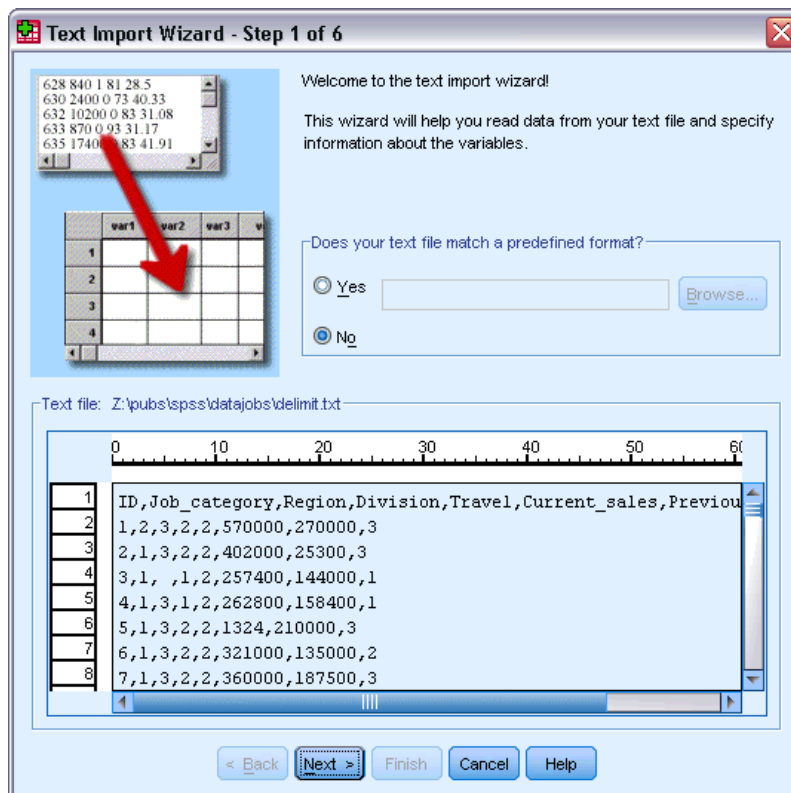 Text Import Wizard - Step 1 of 6
628 840 1 81 28.5
630 2400 0 73 40.33
632 10200 0 83 31.08
633 870 0 93 31.17
635 17400 83 41.91
var1 var2 var3 v
1
2
3
4
Welcome to the text import wizard!
This wizard will help you read data from your text file and specify
information about the variables.
Does your text file match a predefined format?
Yes
Browse...
No
Text file: Z:\pubs\spss\datajobs\delimit.txt
0 10 20 30 40 50 60
1 ID,Job_category,Region,Division,Travel,Current_sales,Previou
2 1,2,3,2,2,570000,270000,3
3 2,1,3,2,2,402000,25300,3
4 3,1, ,1,2,257400,144000,1
5 4,1,3,1,2,262800,158400,1
6 5,1,3,2,2,1324,210000,3
7 6,1,3,2,2,321000,135000,2
8 7,1,3,2,2,360000,187500,3
< Back Next > Finish Cancel Help